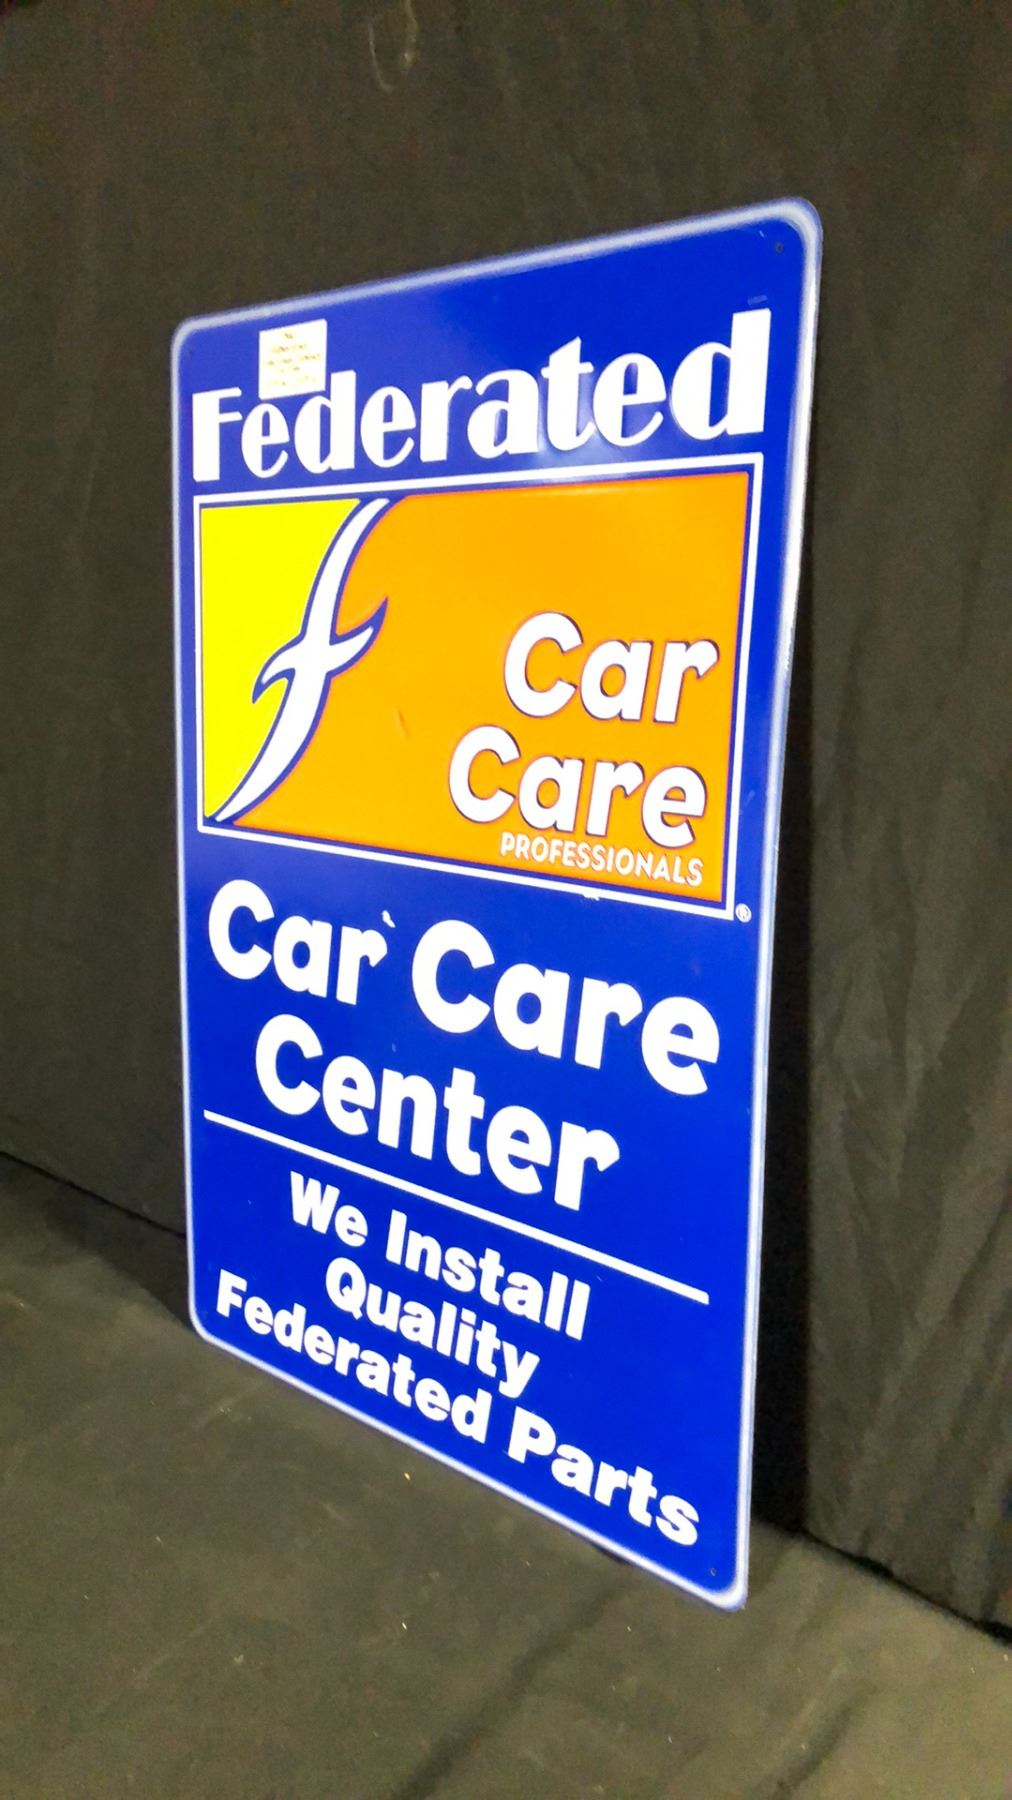 Federated
f
Car
Care
PROFESSIONALS
®
Car Care
Center
We Install
Quality
Federated Parts